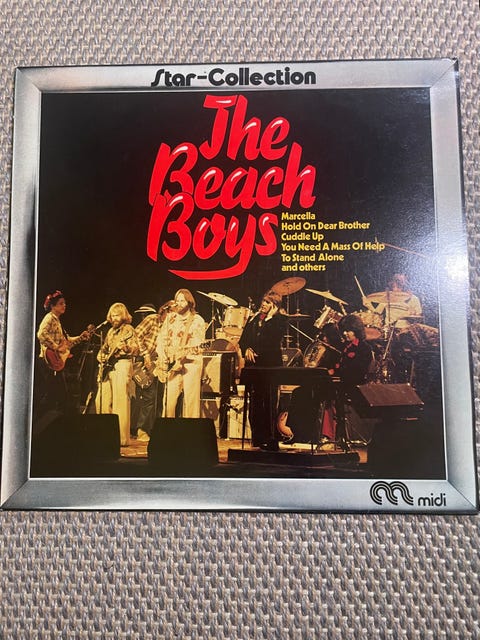 Star-Collection
The
Beach
Boys
Marcella
Hold On Dear Brother
Cuddle Up
You Need A Mass Of Help
To Stand Alone
and others
midi